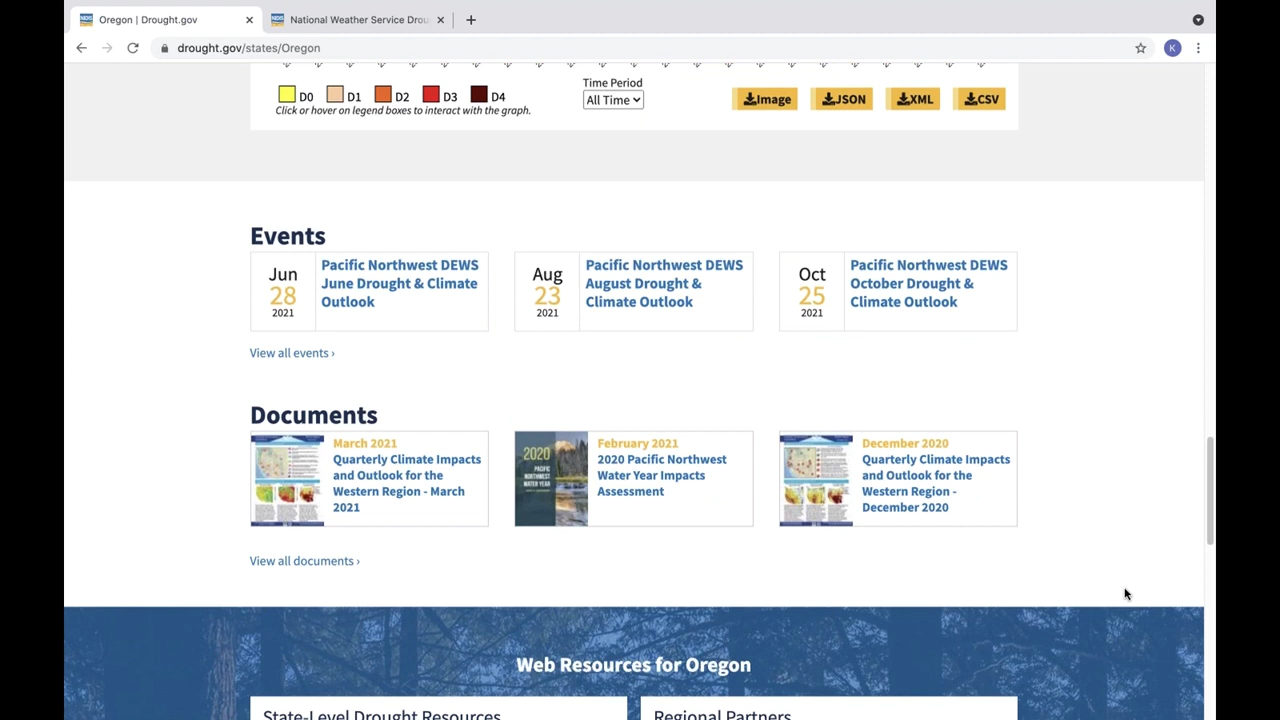 Oregon | Drought.gov
National Weather Service Drou
drought.gov/states/Oregon
K
D0 D1 D2 D3 D4
Click or hover on legend boxes to interact with the graph.
Time Period
All Time
Image JSON XML CSV
Events
Jun
28
2021
Pacific Northwest DEWS
June Drought & Climate
Outlook
Aug
23
2021
Pacific Northwest DEWS
August Drought &
Climate Outlook
Oct
25
2021
Pacific Northwest DEWS
October Drought &
Climate Outlook
View all events ›
Documents
March 2021
Quarterly Climate Impacts
and Outlook for the
Western Region - March
2021
2020
PACIFIC
NORTHWEST
WATER YEAR
February 2021
2020 Pacific Northwest
Water Year Impacts
Assessment
December 2020
Quarterly Climate Impacts
and Outlook for the
Western Region -
December 2020
View all documents ›
Web Resources for Oregon
State-Level Drought Resources
Regional Partners